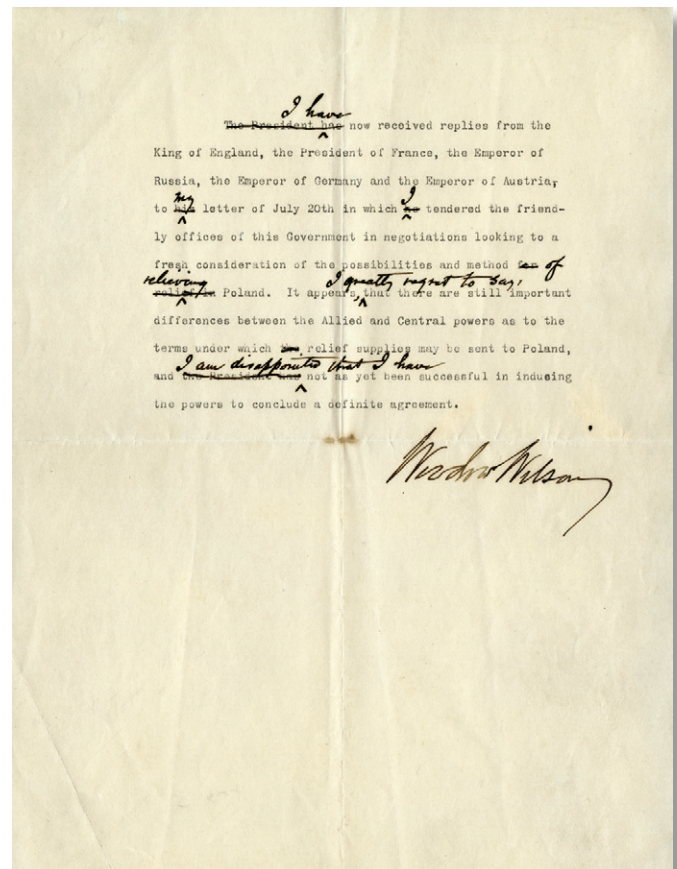 I have
The President has now received replies from the
King of England, the President of France, the Emperor of
Russia, the Emperor of Germany and the Emperor of Austria,
my I
to his letter of July 20th in which he tendered the friend-
ly offices of this Government in negotiations looking to a
fresh consideration of the possibilities and method for of
relieving I greatly regret to say,
relief in Poland. It appears, that there are still important
differences between the Allied and Central powers as to the
terms under which the relief supplies may be sent to Poland,
I am disappointed that I have
and the President has not as yet been successful in inducing
the powers to conclude a definite agreement.
Woodrow Wilson